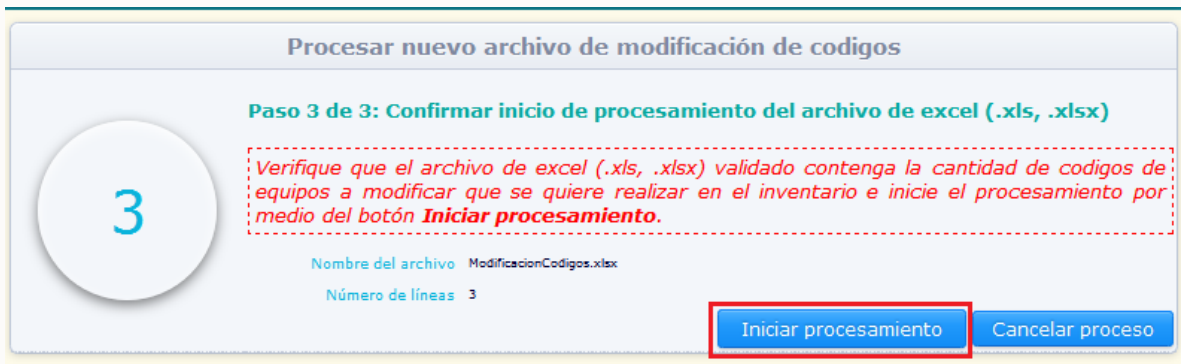 Procesar nuevo archivo de modificación de codigos
Paso 3 de 3: Confirmar inicio de procesamiento del archivo de excel (.xls, .xlsx)
3
Verifique que el archivo de excel (.xls, .xlsx) validado contenga la cantidad de codigos de
equipos a modificar que se quiere realizar en el inventario e inicie el procesamiento por
medio del botón Iniciar procesamiento.
Nombre del archivo ModificacionCodigos.xlsx
Número de líneas 3
Iniciar procesamiento Cancelar proceso